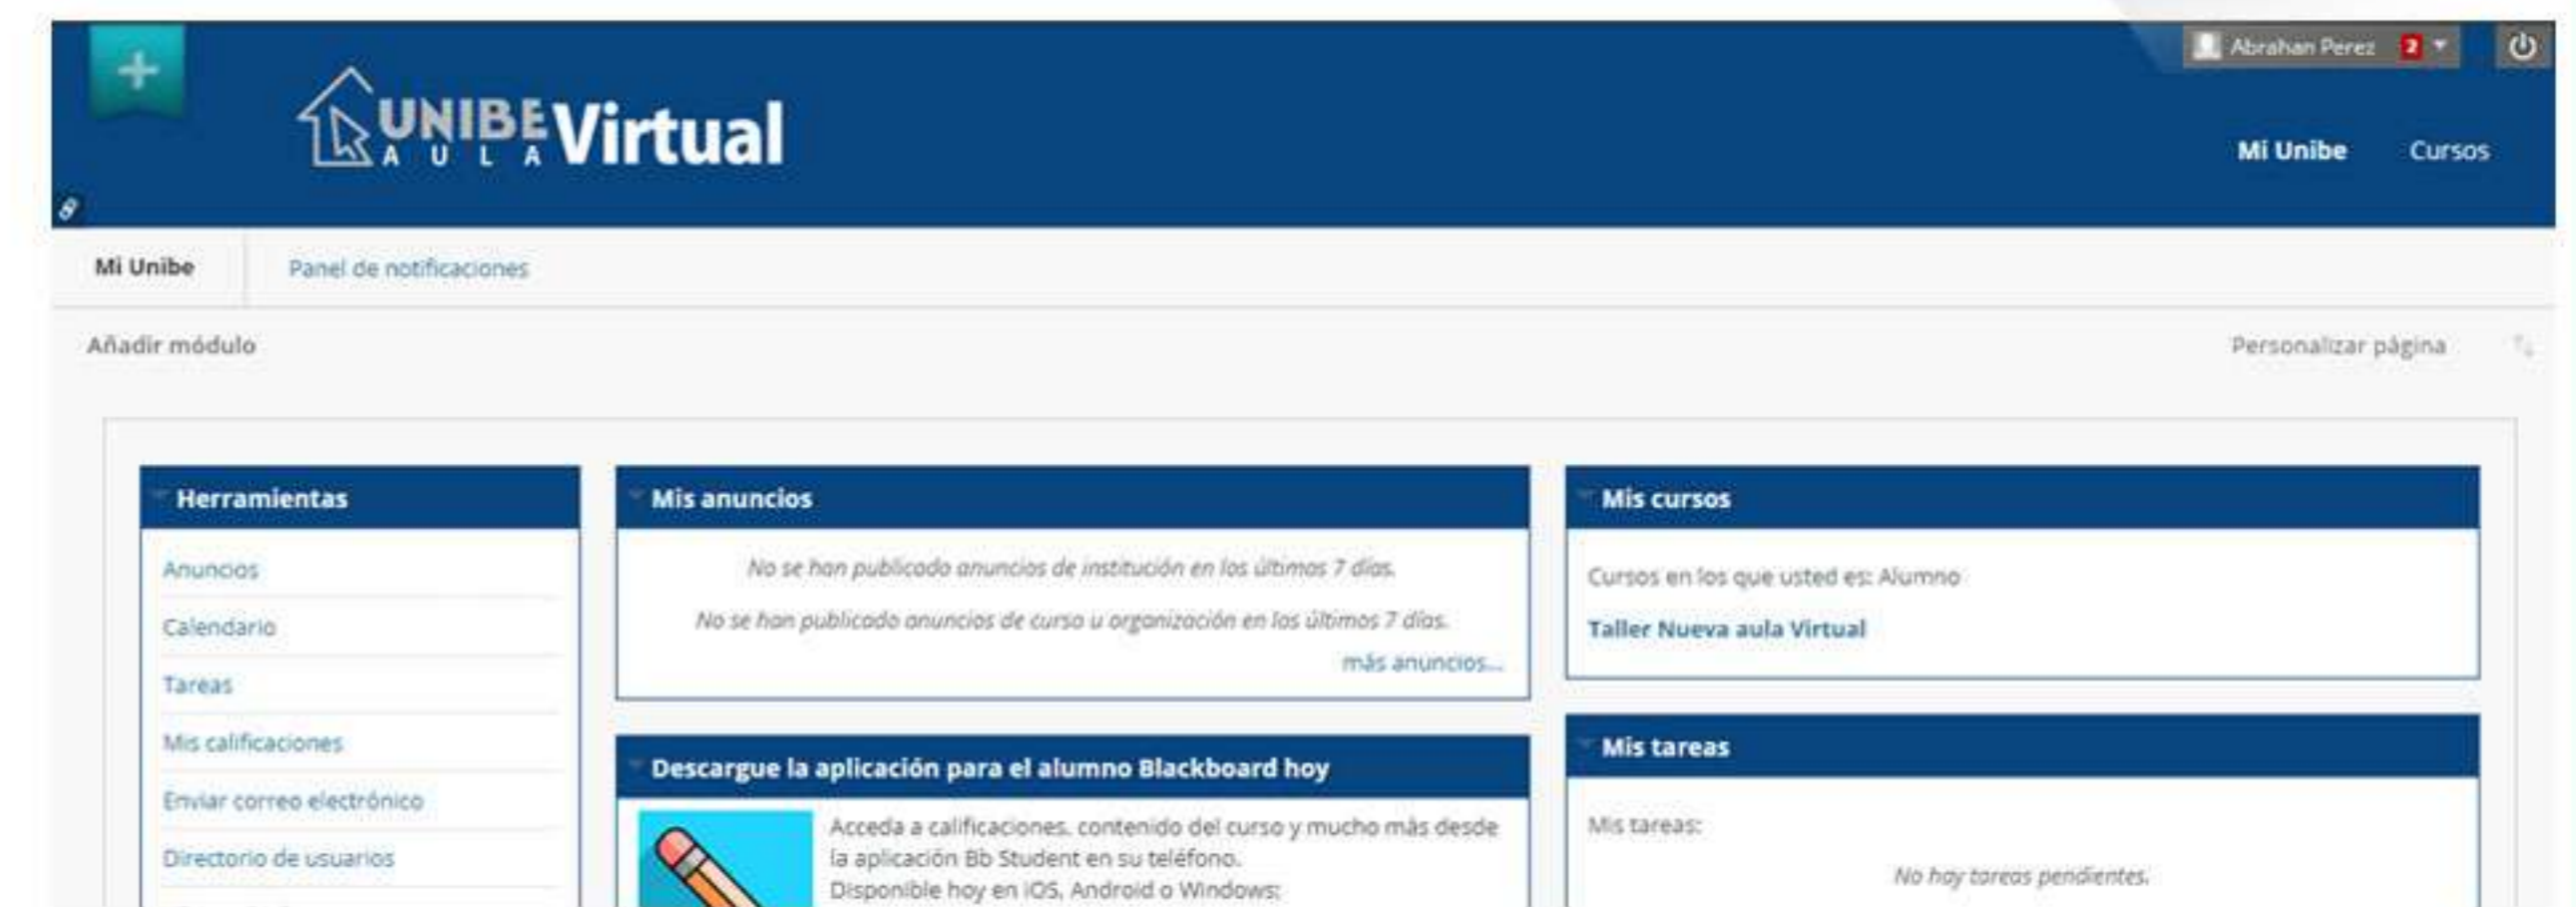 Abrahan Perez 2
UNIBE Virtual
AULA
Mi Unibe Cursos
Mi Unibe Panel de notificaciones
Añadir módulo Personalizar página
Herramientas
Anuncios
Calendario
Tareas
Mis calificaciones
Enviar correo electrónico
Directorio de usuarios
Mis anuncios
No se han publicado anuncios de institución en los últimos 7 días.
No se han publicado anuncios de curso u organización en los últimos 7 días.
más anuncios...
Descargue la aplicación para el alumno Blackboard hoy
Acceda a calificaciones, contenido del curso y mucho más desde
la aplicación Bb Student en su teléfono.
Disponible hoy en iOS, Android o Windows:
Mis cursos
Cursos en los que usted es: Alumno
Taller Nueva aula Virtual
Mis tareas
Mis tareas:
No hay tareas pendientes.